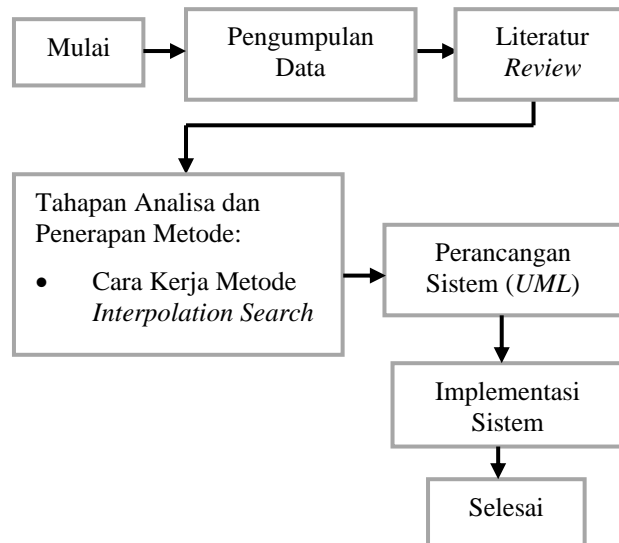 Mulai
Pengumpulan
Data
Literatur
Review
Tahapan Analisa dan
Penerapan Metode:
• Cara Kerja Metode
Interpolation Search
Perancangan
Sistem (UML)
Implementasi
Sistem
Selesai